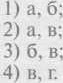 1) а, б;
2) а, в;
3) б, в;
4) в, г.